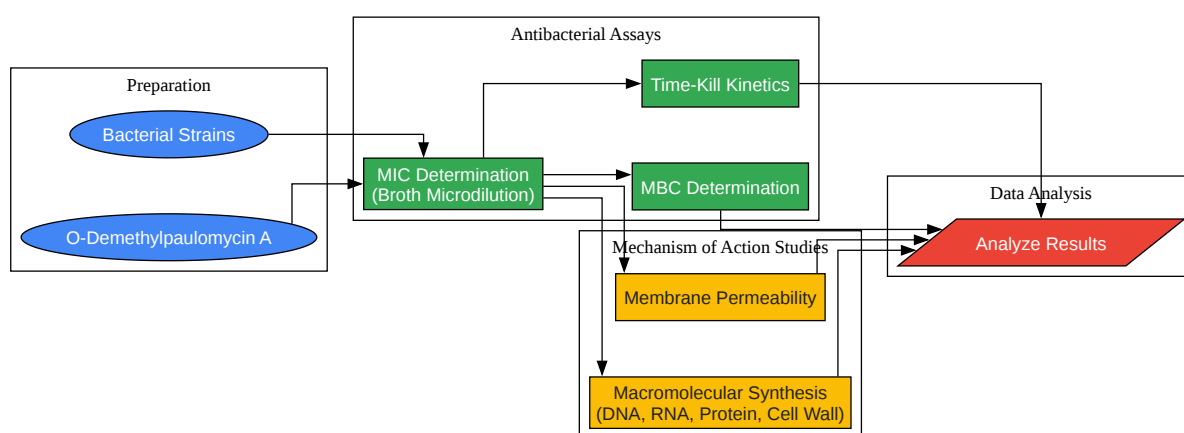 Preparation
Bacterial Strains
O-Demethylpaulomycin A
Antibacterial Assays
Time-Kill Kinetics
MIC Determination
(Broth Microdilution)
MBC Determination
Mechanism of Action Studies
Membrane Permeability
Macromolecular Synthesis
(DNA, RNA, Protein, Cell Wall)
Data Analysis
Analyze Results